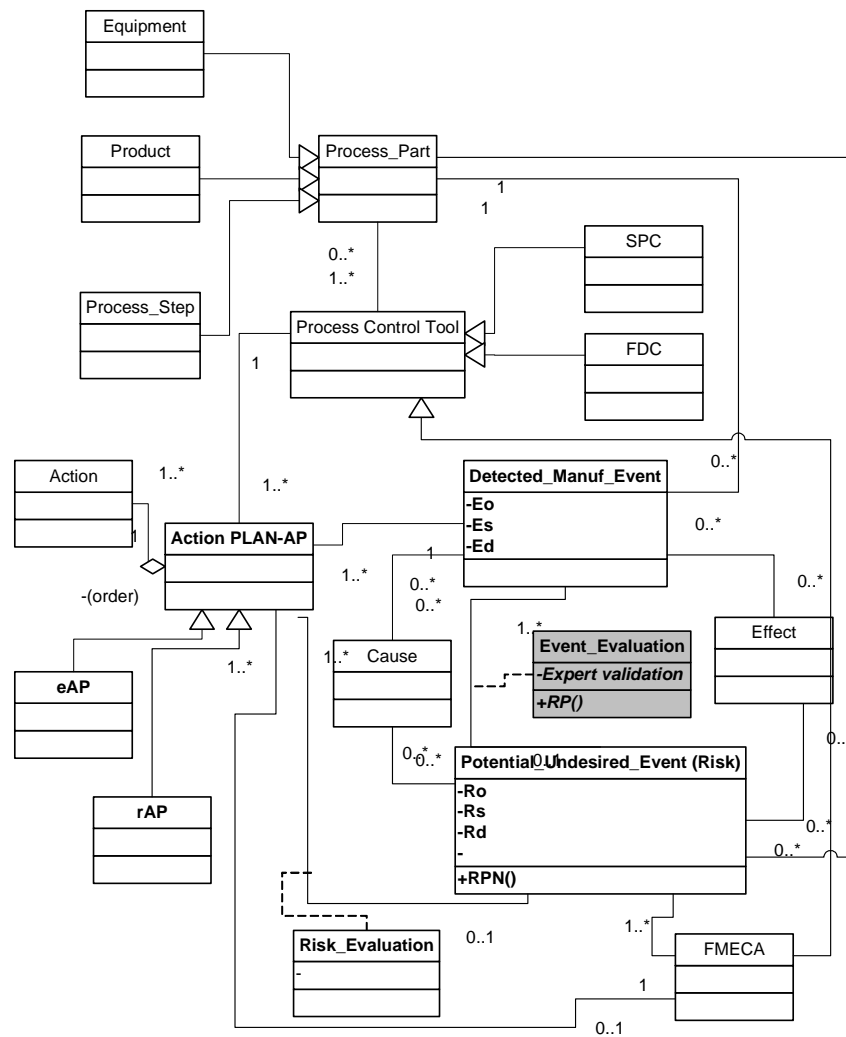 Equipment
Product
Process_Part
1
1
SPC
0..*
1..*
Process_Step
Process Control Tool
1
FDC
0..*
Action
1..*
1..*
Detected_Manuf_Event
-Eo
-Es
-Ed
0..*
1
Action PLAN-AP
1
1..*
0..*
0..*
0..*
-(order)
1..*
Event_Evaluation
-Expert validation
+RP()
Effect
1..*
1..*
Cause
eAP
0..*
0..*
0..1
0..
Potential_Undesired_Event (Risk)
-Ro
-Rs
-Rd
-
+RPN()
rAP
0..*
0..*
0..1
1..*
Risk_Evaluation
-
FMECA
1
0..1